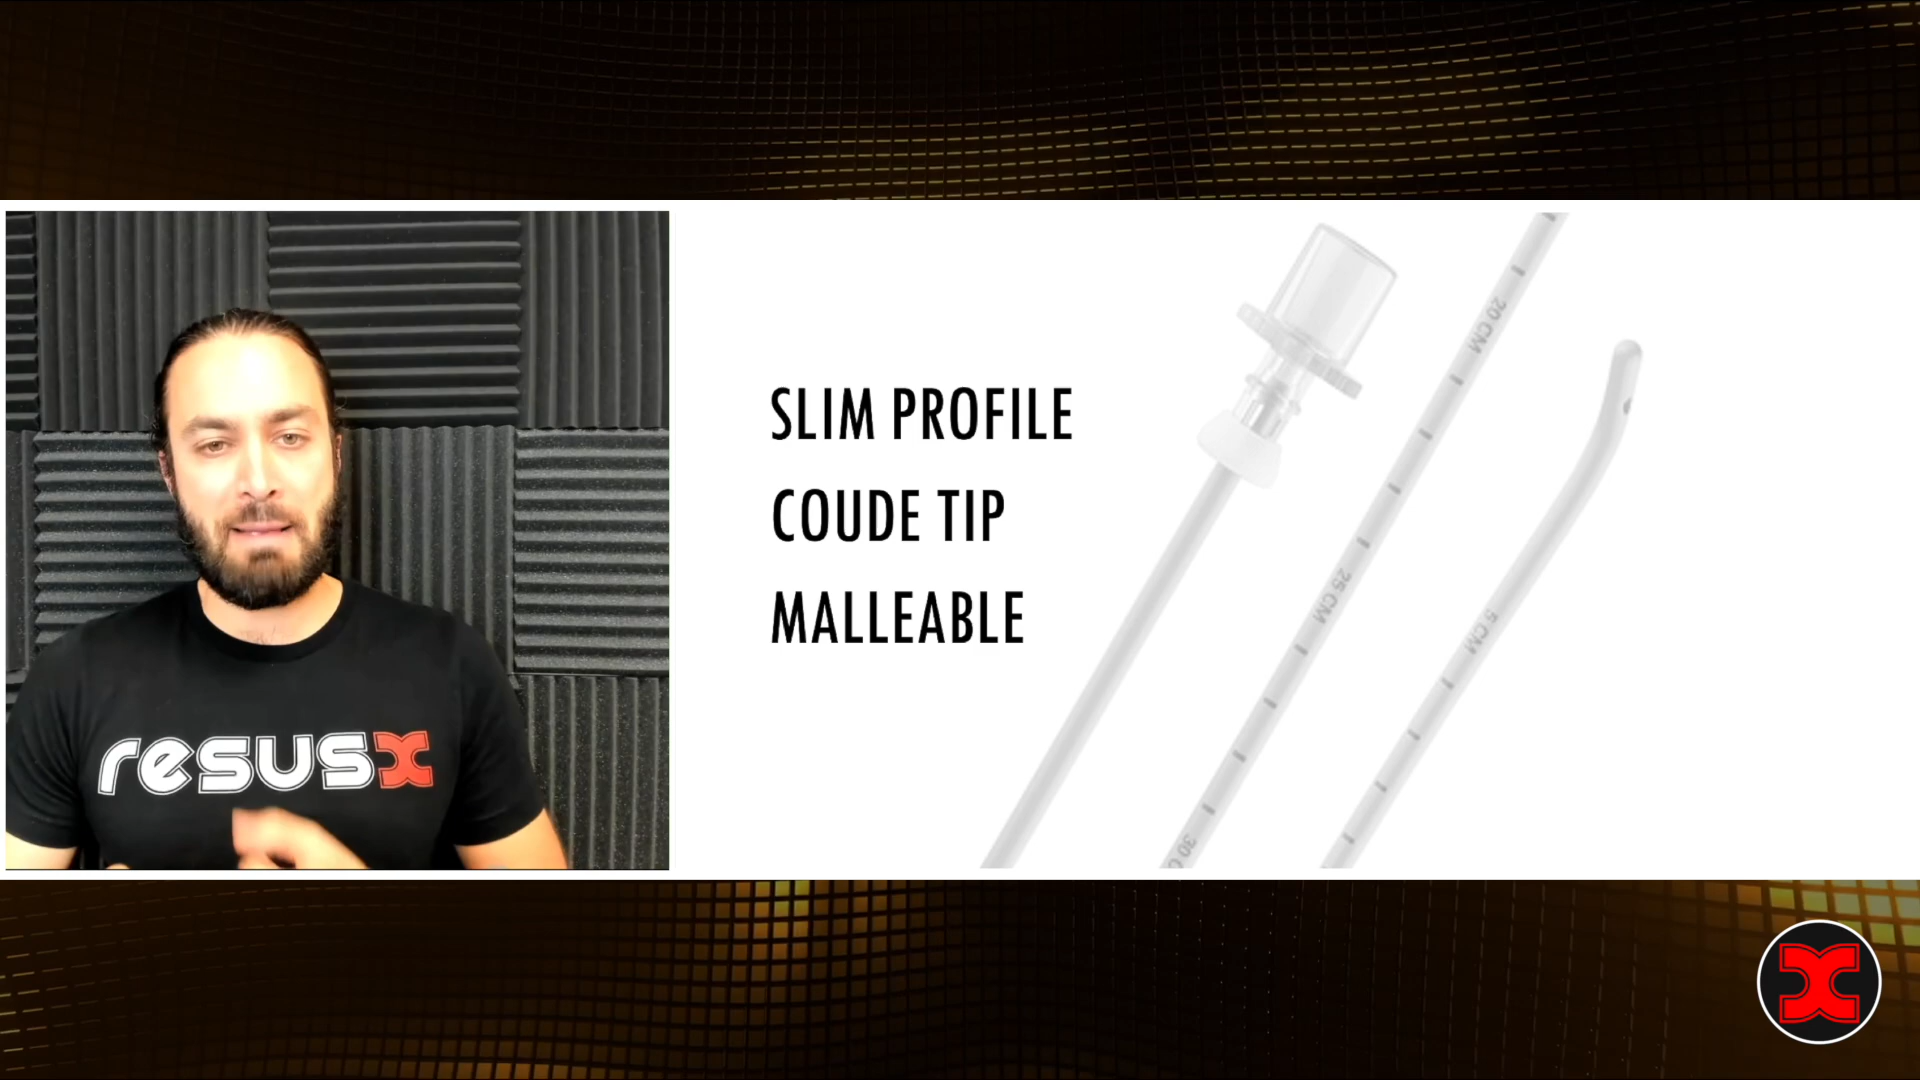 resusx
SLIM PROFILE
COUDE TIP
MALLEABLE
20 CM
25 CM
5 CM
30 C